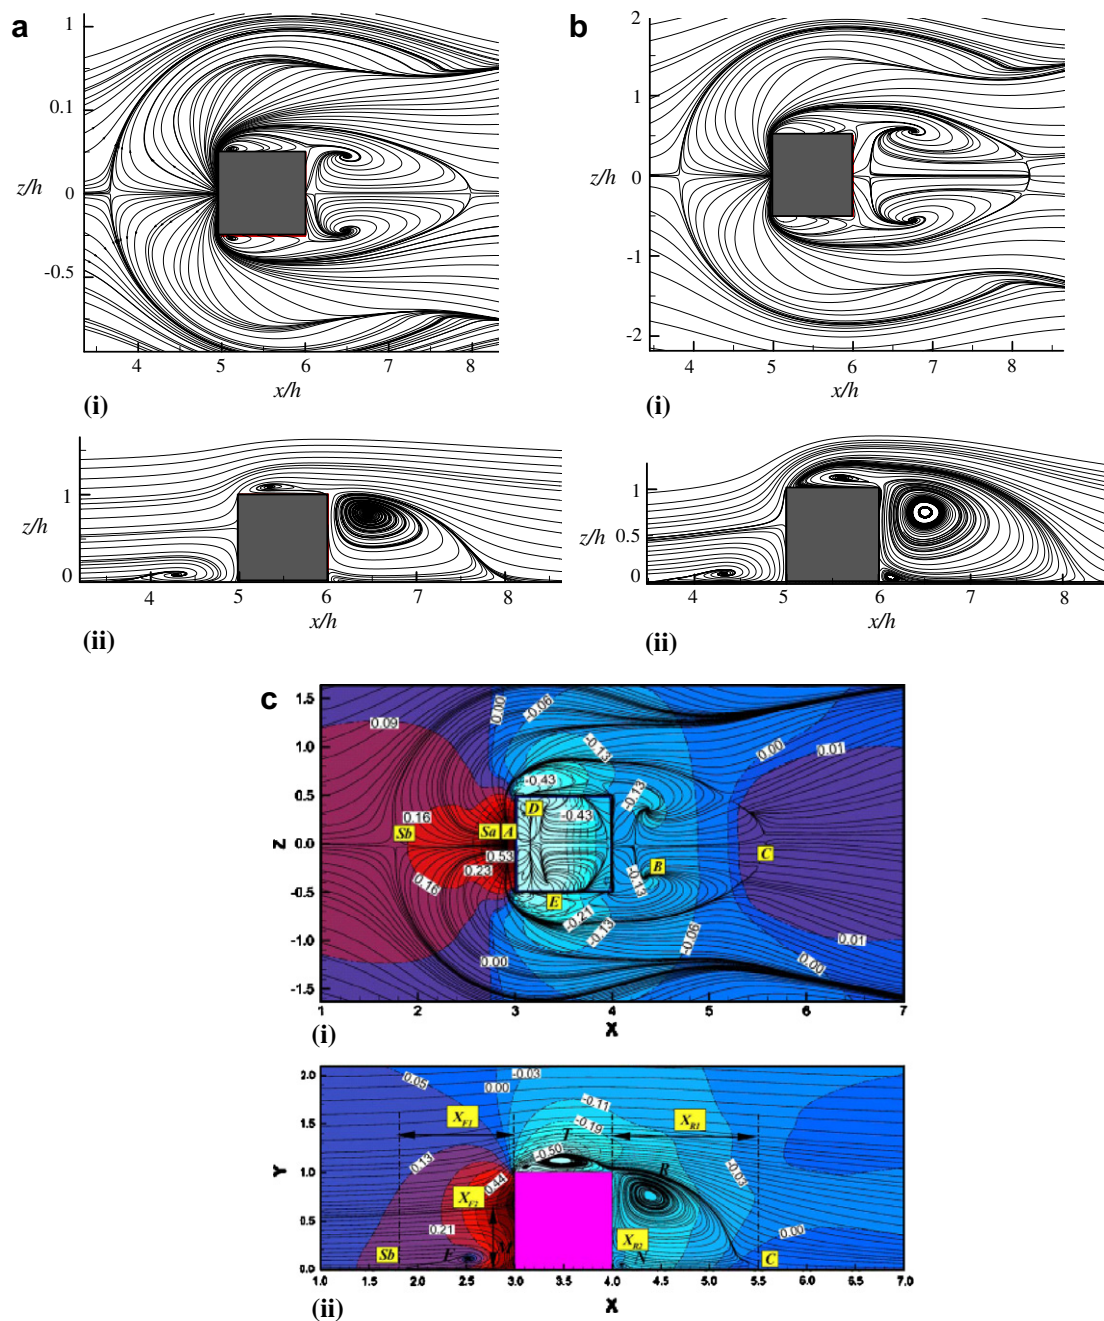 a
1
0.1
z/h
0
-0.5
4
5
6
7
8
x/h
(i)
b
2
1
z/h
0
-1
-2
4
5
6
7
8
x/h
(i)
1
z/h
0
4
5
6
7
8
x/h
(ii)
1
z/h 0.5
0
4
5
6
7
8
x/h
(ii)
c
1.5
1.0
0.5
0.0
-0.5
-1.0
-1.5
Z
0.09
0.00
-0.06
-0.13
-0.43
0.00
0.01
0.16
Sb
Sa
A
D
-0.43
-0.13
0.53
0.23
0.16
B
-0.13
C
E
-0.21
-0.13
-0.06
0.00
0.01
0.00
1
2
3
4
5
6
7
X
(i)
2.0
1.5
1.0
0.5
0.0
Y
0.05
0.00
-0.03
-0.11
-0.19
XF1
T
XR1
0.13
-0.50
R
0.44
XF2
-0.03
0.21
M
XR2
0.00
Sb
F
N
C
1.0
1.5
2.0
2.5
3.0
3.5
4.0
4.5
5.0
5.5
6.0
6.5
7.0
X
(ii)